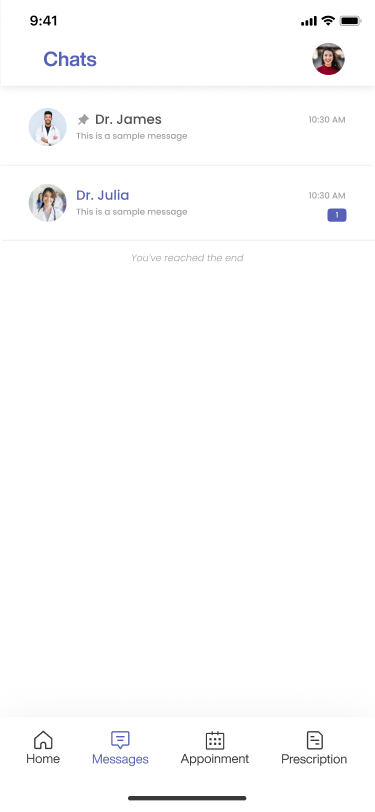 9:41
Chats
Dr. James
10:30 AM
This is a sample message
Dr. Julia
10:30 AM
This is a sample message
1
You've reached the end
Home
Messages
Appoinment
Prescription